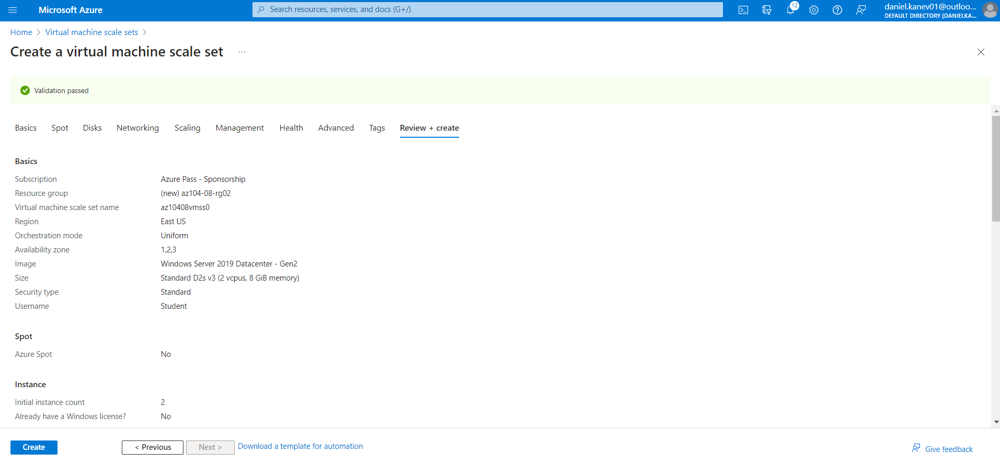 Microsoft Azure
Search resources, services, and docs (G+/)
12
daniel.kanev01@outloo...
DEFAULT DIRECTORY (DANIELKA...
Home > Virtual machine scale sets >
Create a virtual machine scale set ...
Validation passed
Basics Spot Disks Networking Scaling Management Health Advanced Tags Review + create
Basics
Subscription Azure Pass - Sponsorship
Resource group (new) az104-08-rg02
Virtual machine scale set name az10408vmss0
Region East US
Orchestration mode Uniform
Availability zone 1,2,3
Image Windows Server 2019 Datacenter - Gen2
Size Standard D2s v3 (2 vcpus, 8 GiB memory)
Security type Standard
Username Student
Spot
Azure Spot No
Instance
Initial instance count 2
Already have a Windows license? No
Create < Previous Next > Download a template for automation Give feedback